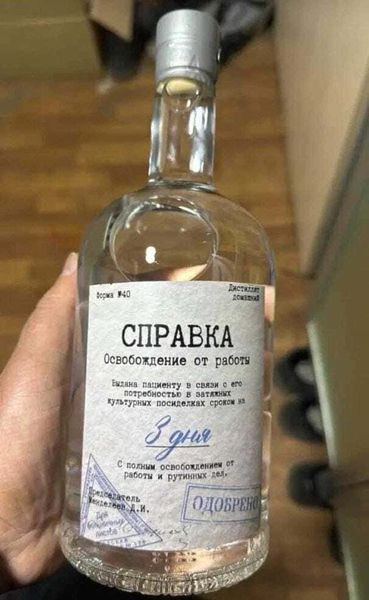 Форма №40
Дистиллят
домашний
СПРАВКА
Освобождение от работы
Выдана пациенту в связи с его
потребностью в затяжных
культурных посиделках сроком на
3 дня
С полным освобождением от
работы и рутинных дел.
Председатель
Менделеев Д.И.
ОДОБРЕНО
Для